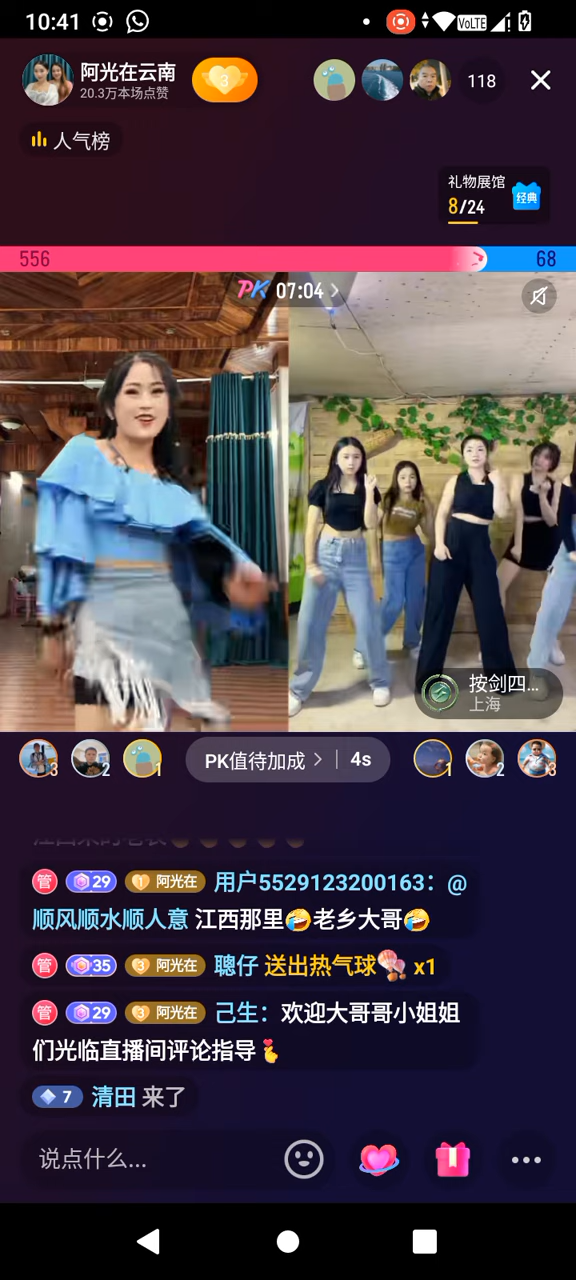 10:41
VoLTE
阿光在云南
20.3万本场点赞
3
118
人气榜
礼物展馆
8/24
经典
556
68
PK 07:04
按剑四...
上海
3
2
1
PK值待加成
4s
1
2
3
管 29 1 阿光在 用户5529123200163：@
顺风顺水顺人意 江西那里🤣老乡大哥🤣
管 35 3 阿光在 聰仔 送出热气球 x1
管 29 3 阿光在 己生：欢迎大哥哥小姐姐
们光临直播间评论指导
7 清田 来了
说点什么...